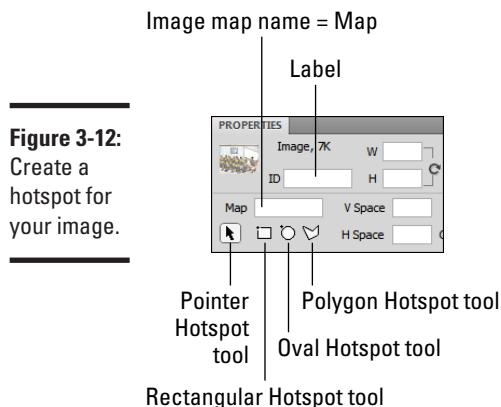 Image map name = Map
Label
Figure 3-12:
Create a
hotspot for
your image.
PROPERTIES
Image, 7K
W
ID
H
Map
V Space
H Space
Pointer
Hotspot
tool
Polygon Hotspot tool
Oval Hotspot tool
Rectangular Hotspot tool